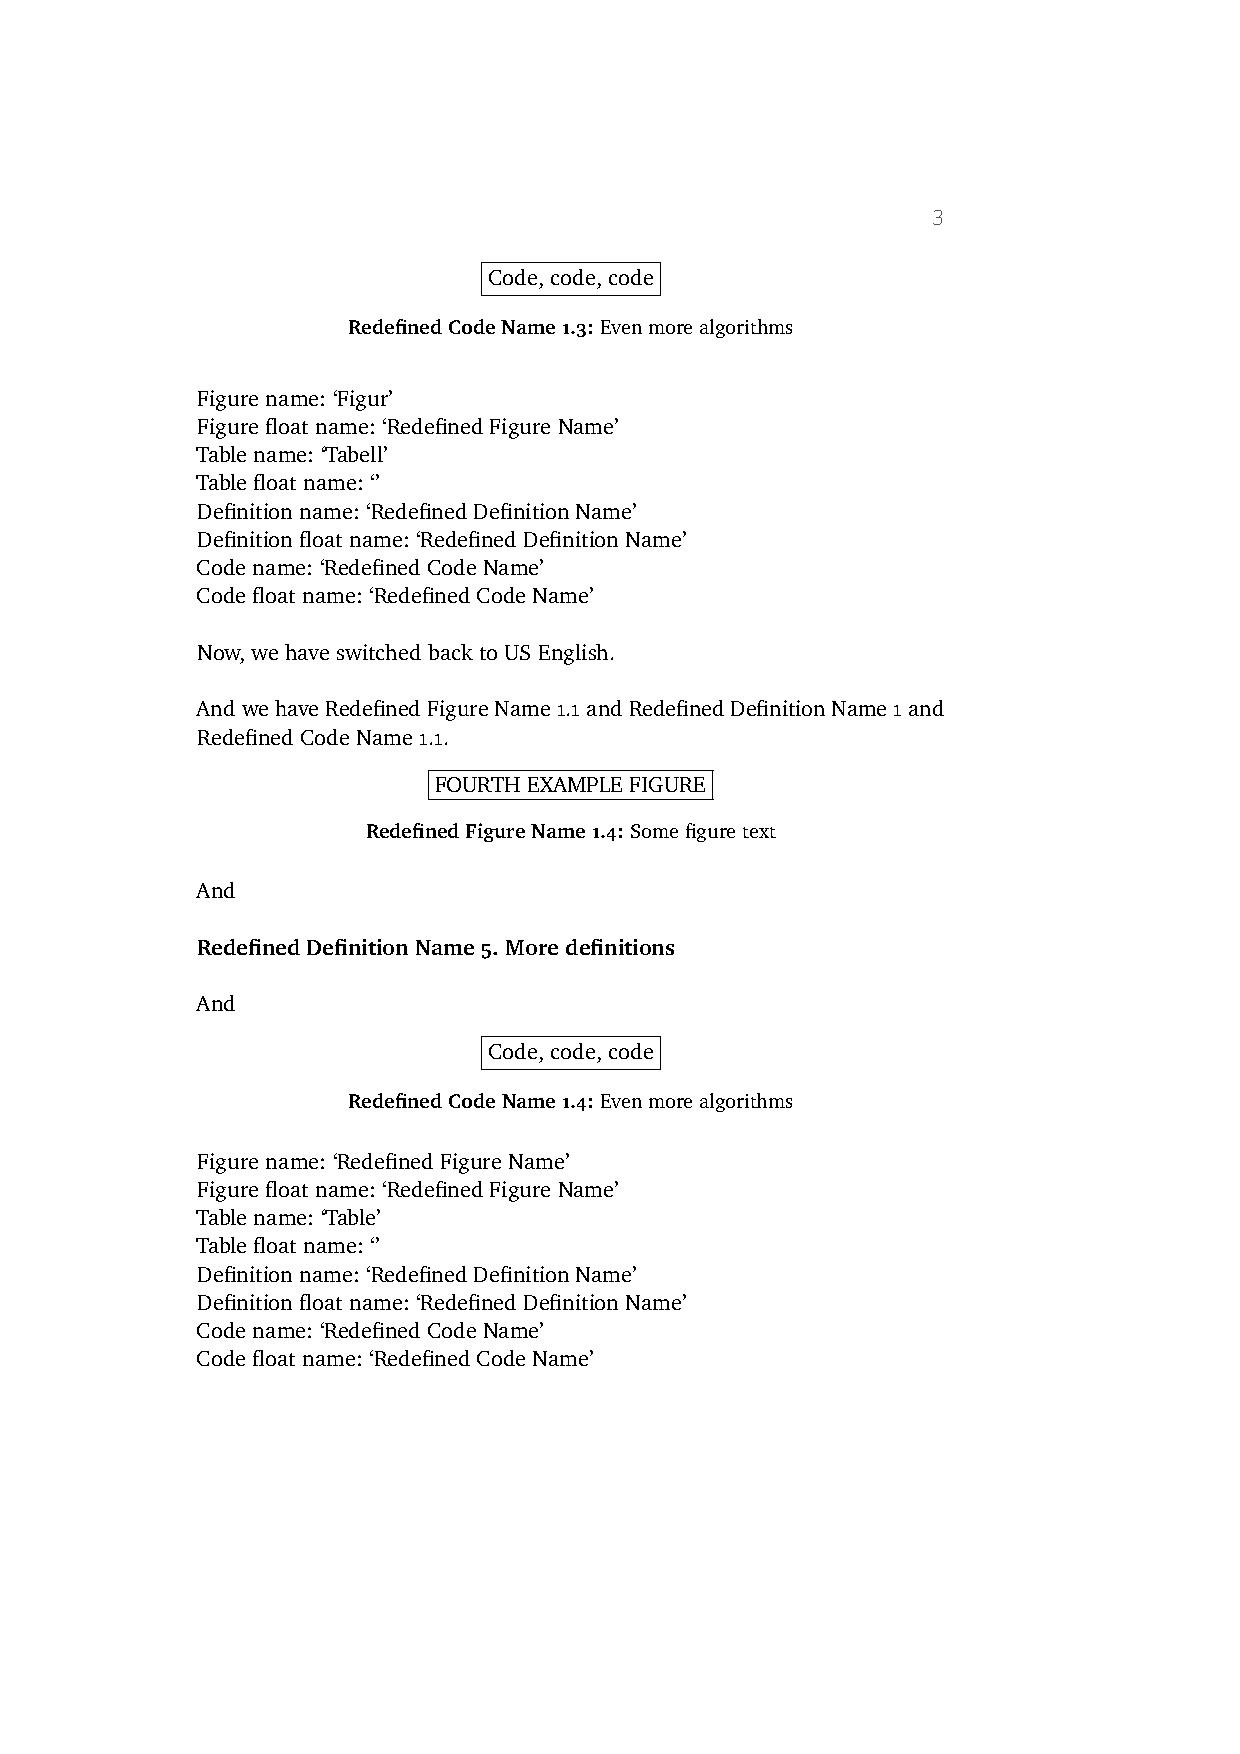 3
Code, code, code
Redefined Code Name 1.3: Even more algorithms
Figure name: ‘Figur’
Figure float name: ‘Redefined Figure Name’
Table name: ‘Tabell’
Table float name: ‘’
Definition name: ‘Redefined Definition Name’
Definition float name: ‘Redefined Definition Name’
Code name: ‘Redefined Code Name’
Code float name: ‘Redefined Code Name’
Now, we have switched back to US English.
And we have Redefined Figure Name 1.1 and Redefined Definition Name 1 and
Redefined Code Name 1.1.
FOURTH EXAMPLE FIGURE
Redefined Figure Name 1.4: Some figure text
And
Redefined Definition Name 5. More definitions
And
Code, code, code
Redefined Code Name 1.4: Even more algorithms
Figure name: ‘Redefined Figure Name’
Figure float name: ‘Redefined Figure Name’
Table name: ‘Table’
Table float name: ‘’
Definition name: ‘Redefined Definition Name’
Definition float name: ‘Redefined Definition Name’
Code name: ‘Redefined Code Name’
Code float name: ‘Redefined Code Name’